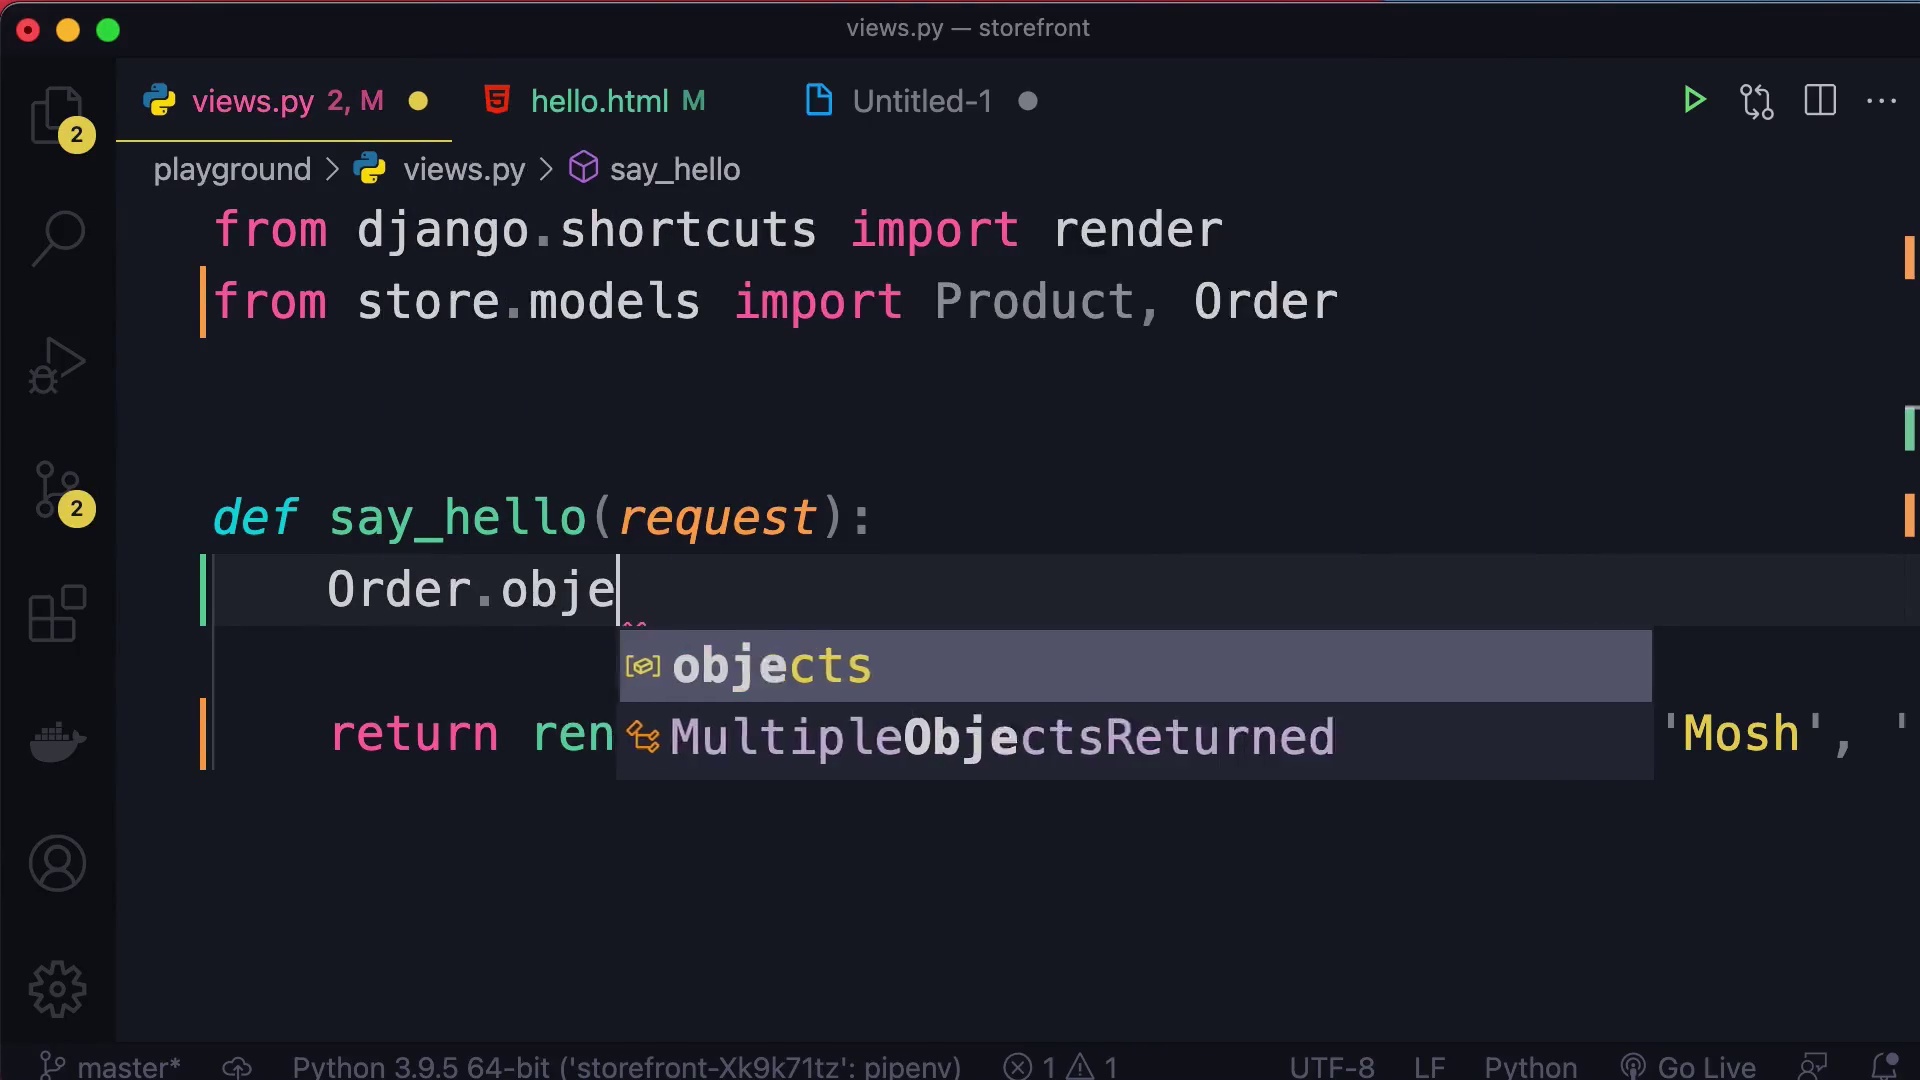 views.py — storefront
views.py 2, M hello.html M Untitled-1
2
playground > views.py > say_hello
from django.shortcuts import render
from store.models import Product, Order
def say_hello(request):
2
Order.obje
objects
return ren 'Mosh', '
MultipleObjectsReturned
master* Python 3.9.5 64-bit ('storefront-Xk9k71tz': pipenv) 1 1 UTF-8 LF Python Go Live